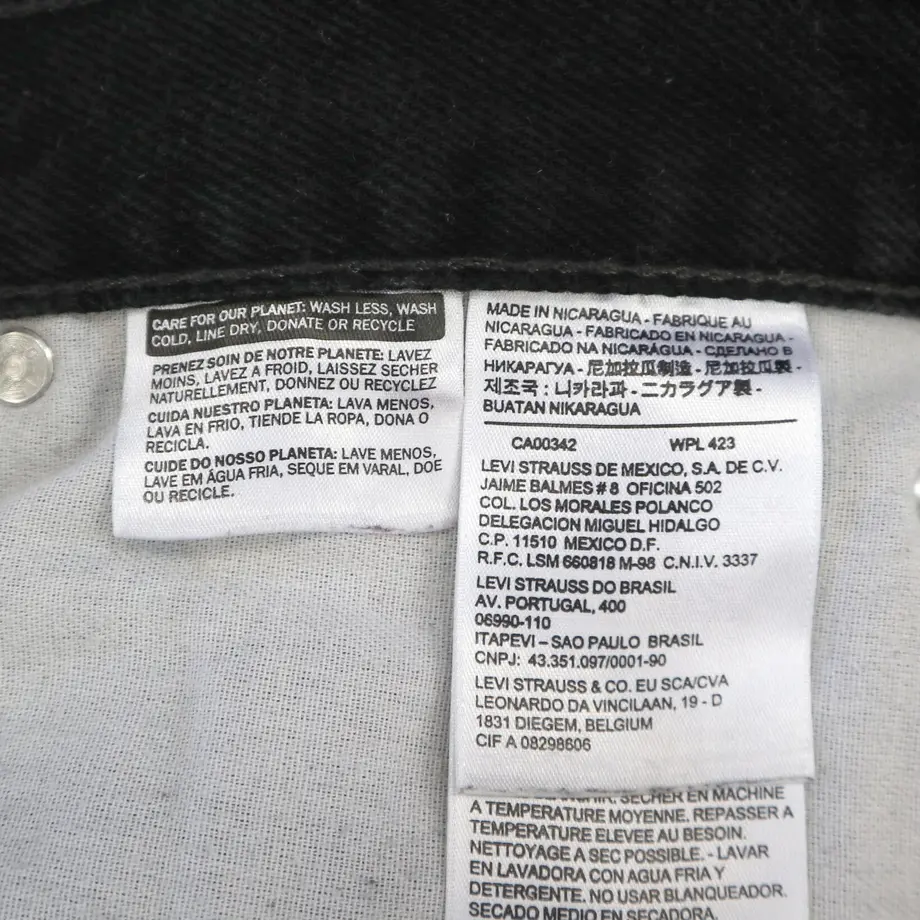 CARE FOR OUR PLANET: WASH LESS, WASH
COLD, LINE DRY, DONATE OR RECYCLE
PRENEZ SOIN DE NOTRE PLANETE: LAVEZ
MOINS, LAVEZ A FROID, LAISSEZ SECHER
NATURELLEMENT, DONNEZ OU RECYCLEZ
CUIDA NUESTRO PLANETA: LAVA MENOS,
LAVA EN FRIO, TIENDE LA ROPA, DONA O
RECICLA.
CUIDE DO NOSSO PLANETA: LAVE MENOS,
LAVE EM ÁGUA FRIA, SEQUE EM VARAL, DOE
OU RECICLE.
MADE IN NICARAGUA - FABRIQUE AU
NICARAGUA - FABRICADO EN NICARAGUA -
FABRICADO NA NICARÁGUA - СДЕЛАНО В
НИКАРАГУА - 尼加拉瓜制造 - 尼加拉瓜製 -
제조국 : 니카라과 - ニカラグア製 -
BUATAN NIKARAGUA
CA00342 WPL 423
LEVI STRAUSS DE MEXICO, S.A. DE C.V.
JAIME BALMES # 8 OFICINA 502
COL. LOS MORALES POLANCO
DELEGACION MIGUEL HIDALGO
C.P. 11510 MEXICO D.F.
R.F.C. LSM 660818 M-98 C.N.I.V. 3337
LEVI STRAUSS DO BRASIL
AV. PORTUGAL, 400
06990-110
ITAPEVI – SAO PAULO BRASIL
CNPJ: 43.351.097/0001-90
LEVI STRAUSS & CO. EU SCA/CVA
LEONARDO DA VINCILAAN, 19 - D
1831 DIEGEM, BELGIUM
CIF A 08298606
SECHER EN MACHINE
A TEMPERATURE MOYENNE. REPASSER A
TEMPERATURE ELEVEE AU BESOIN.
NETTOYAGE A SEC POSSIBLE. - LAVAR
EN LAVADORA CON AGUA FRIA Y
DETERGENTE. NO USAR BLANQUEADOR.
SECADO MEDIO EN SECADORA